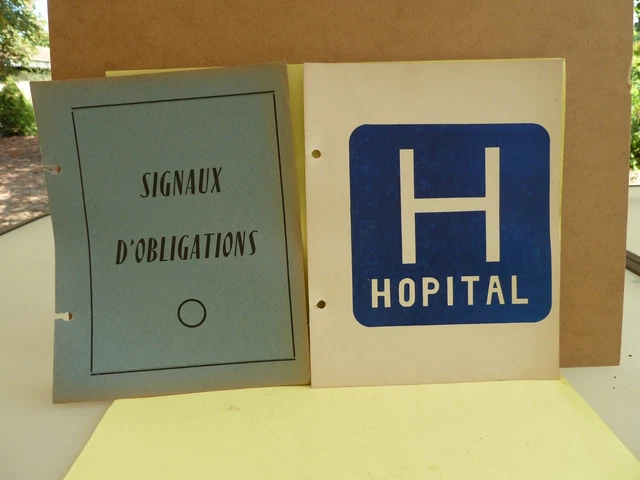 SIGNAUX
D'OBLIGATIONS
H
HOPITAL